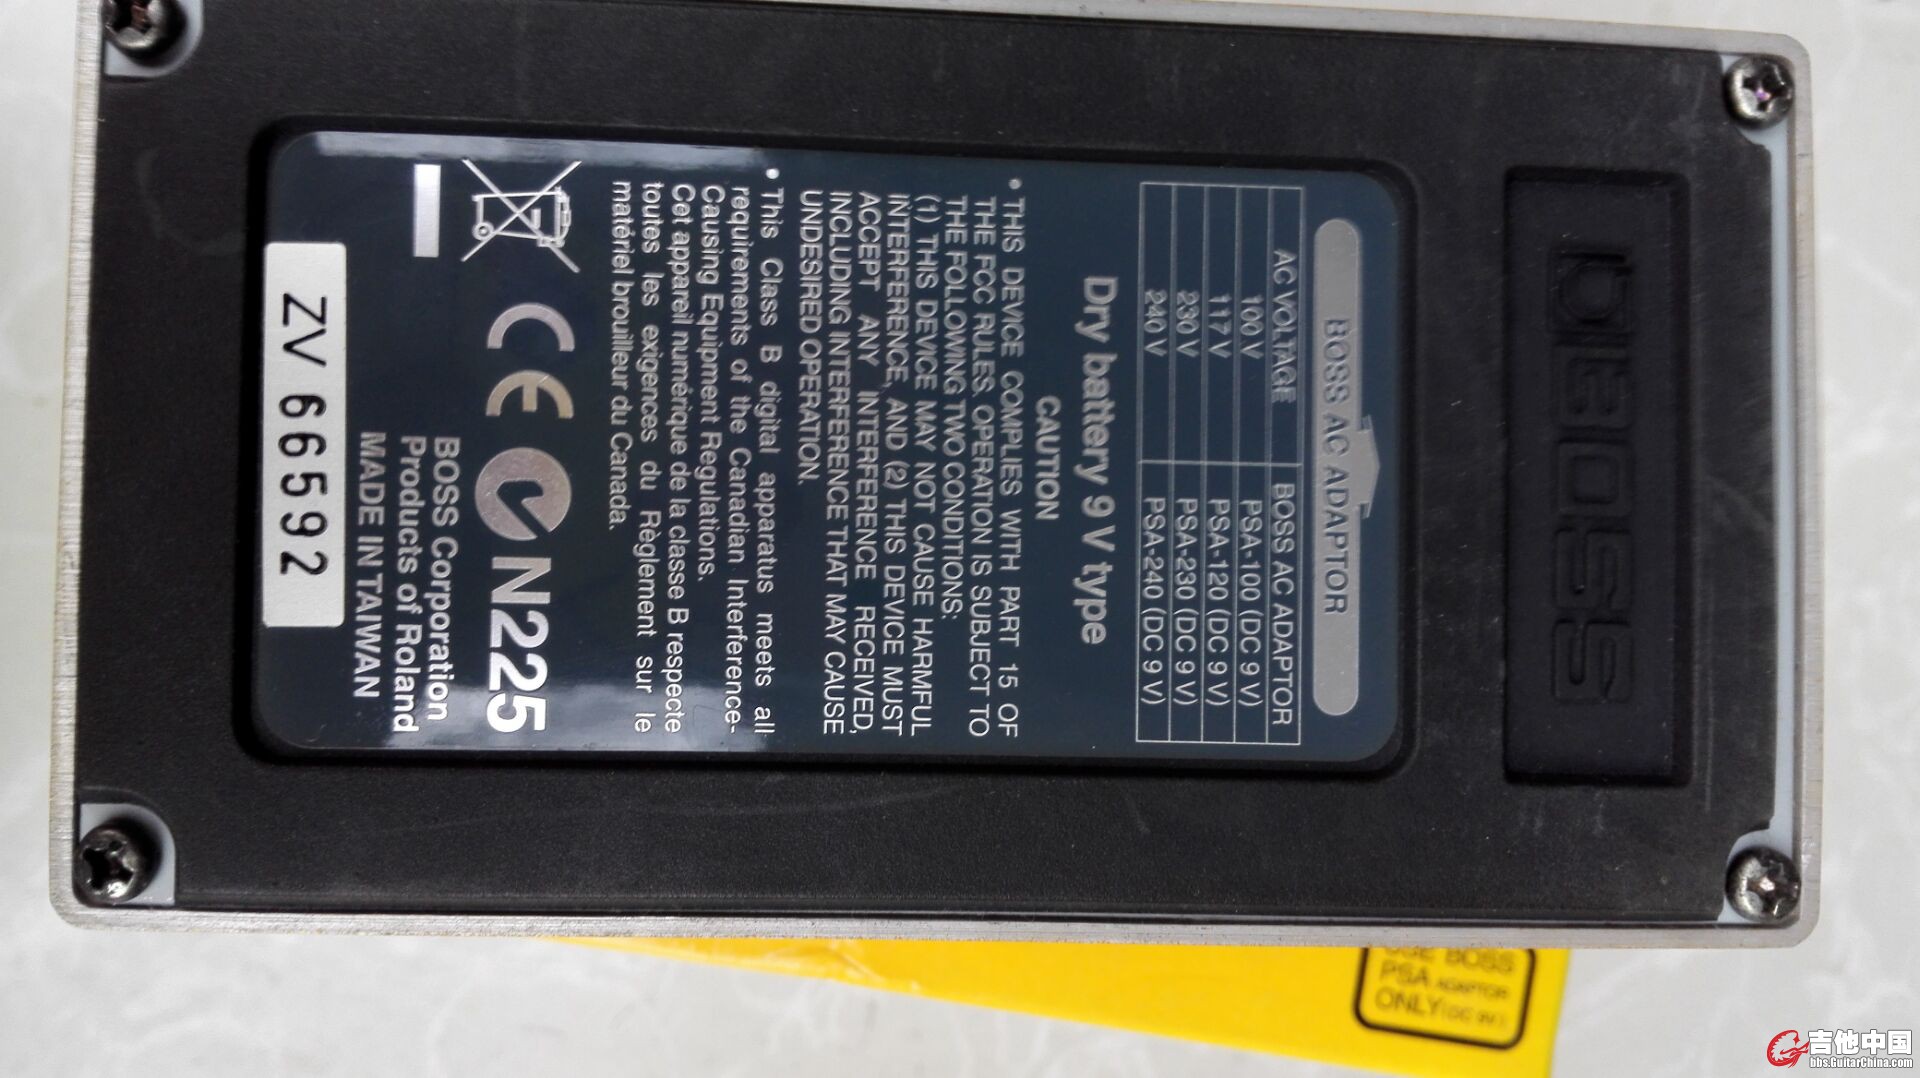 BOSS
BOSS AC ADAPTOR
AC VOLTAGE BOSS AC ADAPTOR
100 V PSA-100 (DC 9 V)
117 V PSA-120 (DC 9 V)
230 V PSA-230 (DC 9 V)
240 V PSA-240 (DC 9 V)
Dry battery 9 V type
CAUTION
• THIS DEVICE COMPLIES WITH PART 15 OF
THE FCC RULES. OPERATION IS SUBJECT TO
THE FOLLOWING TWO CONDITIONS:
(1) THIS DEVICE MAY NOT CAUSE HARMFUL
INTERFERENCE, AND (2) THIS DEVICE MUST
ACCEPT ANY INTERFERENCE RECEIVED,
INCLUDING INTERFERENCE THAT MAY CAUSE
UNDESIRED OPERATION.
• This Class B digital apparatus meets all
requirements of the Canadian Interference-
Causing Equipment Regulations.
Cet appareil numérique de la classe B respecte
toutes les exigences du Règlement sur le
matériel brouilleur du Canada.
CE N225
BOSS Corporation
Products of Roland
MADE IN TAIWAN
ZV 66592
USE BOSS
PSA ADAPTOR
ONLY (DC 9V)
吉他中国
bbs.GuitarChina.com